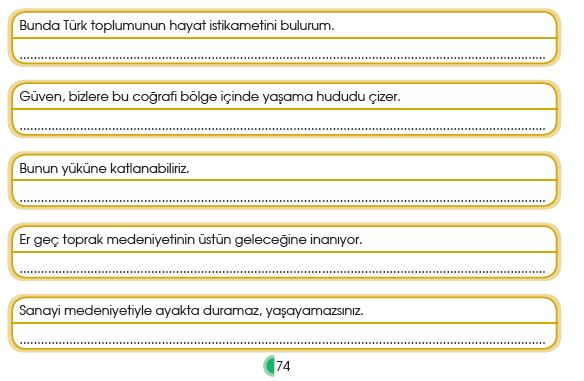 Bunda Türk toplumunun hayat istikametini bulurum.
Güven, bizlere bu coğrafi bölge içinde yaşama hududu çizer.
Bunun yüküne katlanabiliriz.
Er geç toprak medeniyetinin üstün geleceğine inanıyor.
Sanayi medeniyetiyle ayakta duramaz, yaşayamazsınız.
74